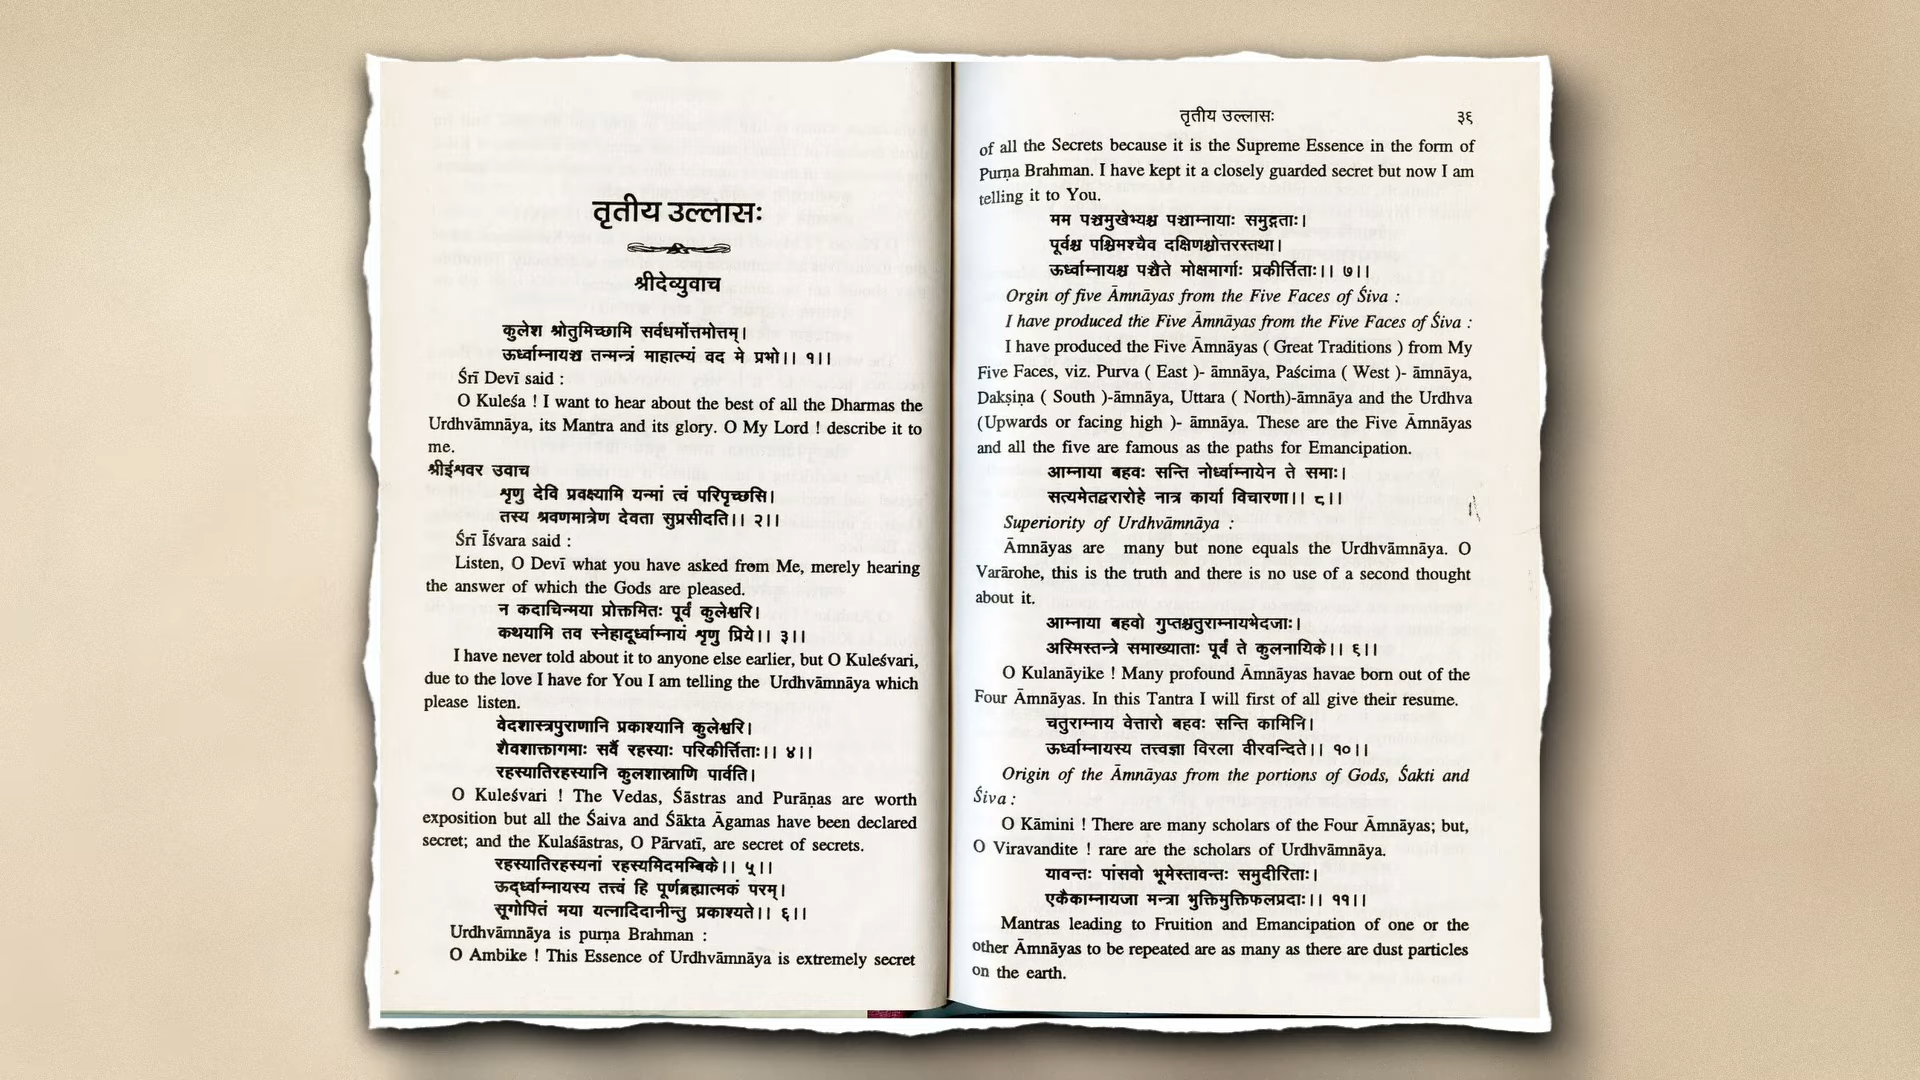 तृतीय उल्लासः
श्रीदेव्युवाच
कुलेश श्रोतुमिच्छामि सर्वधर्मोत्तमोत्तम्।
ऊर्ध्वाम्नायञ्च तन्मन्त्रं माहात्म्यं वद मे प्रभो।। १।।
Śrī Devī said :
O Kuleśa ! I want to hear about the best of all the Dharmas the
Urdhvāmnāya, its Mantra and its glory. O My Lord ! describe it to
me.
श्रीईश्वर उवाच
शृणु देवि प्रवक्ष्यामि यन्मां त्वं परिपृच्छसि।
तस्य श्रवणमात्रेण देवता सुप्रसीदति।। २।।
Śrī Īśvara said :
Listen, O Devī what you have asked from Me, merely hearing
the answer of which the Gods are pleased.
न कदाचिन्मया प्रोक्तमितः पूर्वं कुलेश्वरि।
कथयामि तव स्नेहादूर्ध्वाम्नायं शृणु प्रिये।। ३।।
I have never told about it to anyone else earlier, but O Kuleśvari,
due to the love I have for You I am telling the Urdhvāmnāya which
please listen.
वेदशास्त्रपुराणानि प्रकाश्यानि कुलेश्वरि।
शैवशाक्तागमाः सर्वे रहस्याः परिकीर्त्तिताः।। ४।।
रहस्यातिरहस्यानि कुलशास्त्राणि पार्वति।
O Kuleśvari ! The Vedas, Śāstras and Purāṇas are worth
exposition but all the Śaiva and Śākta Āgamas have been declared
secret; and the Kulaśāstras, O Pārvatī, are secret of secrets.
रहस्यातिरहस्यनां रहस्यमिदमम्बिके।। ५।।
ऊद्र्ध्वाम्नायस्य तत्त्वं हि पूर्णब्रह्मात्मकं परम्।
सूगोपितं मया यत्नादिदानीन्तु प्रकाश्यते।। ६।।
Urdhvāmnāya is purṇa Brahman :
O Ambike ! This Essence of Urdhvāmnāya is extremely secret
तृतीय उल्लासः ३६
of all the Secrets because it is the Supreme Essence in the form of
Purṇa Brahman. I have kept it a closely guarded secret but now I am
telling it to You.
मम पञ्चमुखेभ्यश्च पञ्चाम्नायाः समुद्गताः।
पूर्वश्च पश्चिमश्चैव दक्षिणश्चोत्तरस्तथा।
ऊर्ध्वाम्नायश्च पञ्चैते मोक्षमार्गाः प्रकीर्त्तिताः।। ७।।
Orgin of five Āmnāyas from the Five Faces of Śiva :
I have produced the Five Āmnāyas from the Five Faces of Śiva :
I have produced the Five Āmnāyas ( Great Traditions ) from My
Five Faces, viz. Purva ( East )- āmnāya, Paścima ( West )- āmnāya,
Dakṣiṇa ( South )-āmnāya, Uttara ( North)-āmnāya and the Urdhva
(Upwards or facing high )- āmnāya. These are the Five Āmnāyas
and all the five are famous as the paths for Emancipation.
आम्नाया बहवः सन्ति नोर्ध्वाम्नायेन ते समाः।
सत्यमेतद्वरारोहे नात्र कार्या विचारणा।। ८।।
Superiority of Urdhvāmnāya :
Āmnāyas are many but none equals the Urdhvāmnāya. O
Varārohe, this is the truth and there is no use of a second thought
about it.
आम्नाया बहवो गुप्तश्चतुराम्नायभेदजाः।
अस्मिस्तन्त्रे समाख्याताः पूर्वं ते कुलनायिके।। ६।।
O Kulanāyike ! Many profound Āmnāyas havae born out of the
Four Āmnāyas. In this Tantra I will first of all give their resume.
चतुराम्नाय वेत्तारो बहवः सन्ति कामिनि।
ऊर्ध्वाम्नायस्य तत्त्वज्ञा विरला वीरवन्दिते।। १०।।
Origin of the Āmnāyas from the portions of Gods, Śakti and
Śiva :
O Kāmini ! There are many scholars of the Four Āmnāyas; but,
O Viravandite ! rare are the scholars of Urdhvāmnāya.
यावन्तः पांसवो भूमेस्तावन्तः समुदीरिताः।
एकैकाम्नायजा मन्त्रा भुक्तिमुक्तिफलप्रदाः।। ११।।
Mantras leading to Fruition and Emancipation of one or the
other Āmnāyas to be repeated are as many as there are dust particles
on the earth.